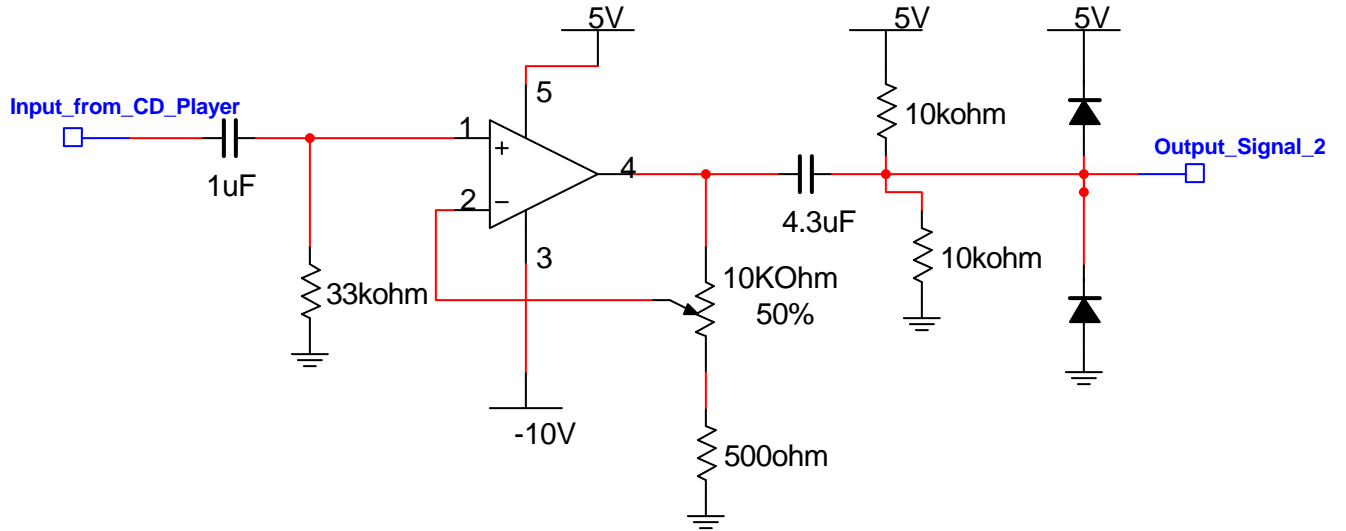 5V
5V
5V
Input_from_CD_Player
5
10kohm
1
+
Output_Signal_2
4
1uF
2
−
4.3uF
3
10kohm
33kohm
10KOhm
50%
-10V
500ohm